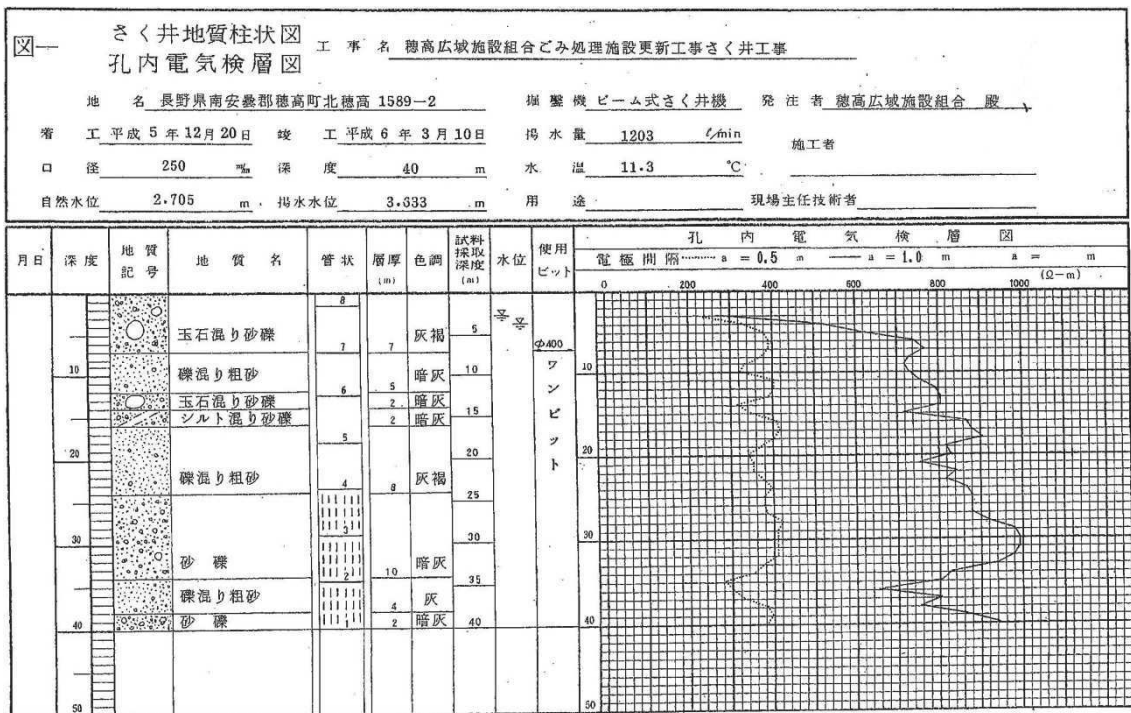 図一
さく井地質柱状図
孔内電気検層図
工事名 穂高広域施設組合ごみ処理施設更新工事さく井工事
地名 長野県南安曇郡穂高町北穂高 1589-2 掘鑿機 ビーム式さく井機 発注者 穂高広域施設組合 殿
着工 平成5年12月20日 竣工 平成6年3月10日 揚水量 1203 ℓ/min 施工者
口径 250 m/m 深度 40 m 水温 11.3 ℃
自然水位 2.705 m 揚水水位 3.633 m 用途 現場主任技術者
月日 深度 地質記号 地質名 管状 層厚(m) 色調 試料採取深度(m) 水位 使用ビット
孔内電気検層図
電極間隔 …… a = 0.5 m —— a = 1.0 m a = m
(Ω-m)
0 200 400 600 800 1000
8
玉石混り砂礫 7 7 灰褐 5
φ400
ワンビット
10 礫混り粗砂 6 5 暗灰 10 10
玉石混り砂礫 2 暗灰
シルト混り砂礫 2 暗灰 15
5
20 20 20
礫混り粗砂 4 8 灰褐
25
3
30 30 30
砂礫 2 10 暗灰
35
礫混り粗砂 4 灰
砂礫 1 2 暗灰
40 40 40
50 50